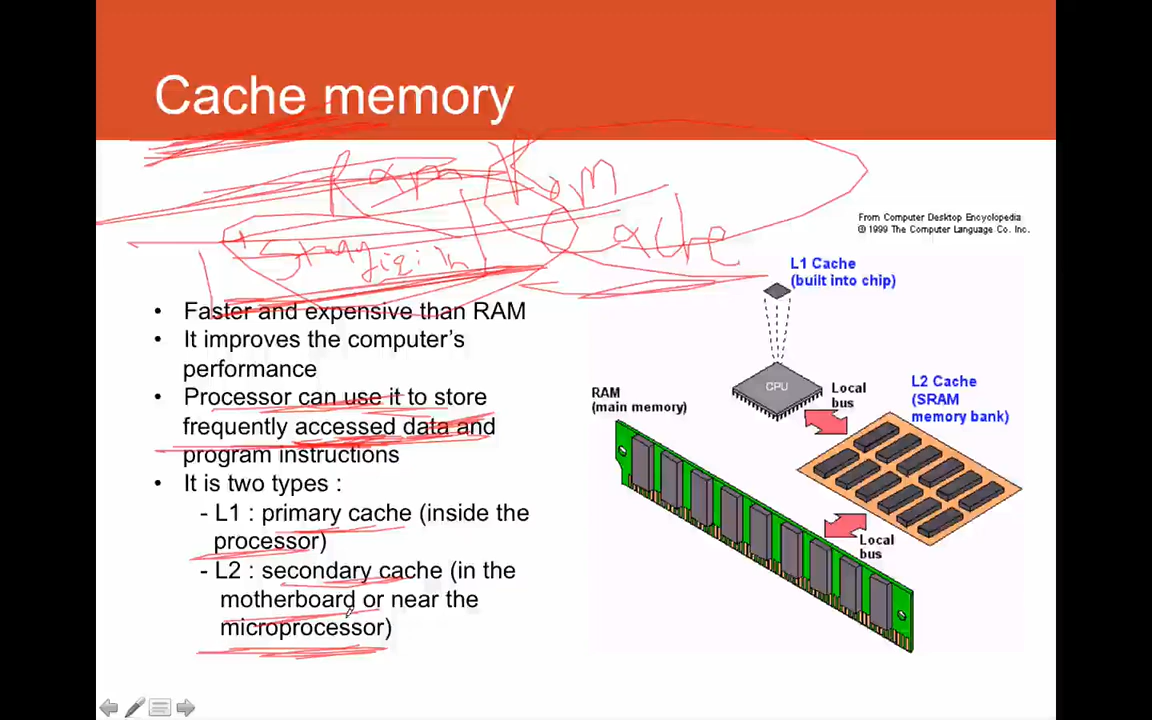 Cache memory
Ram Rom
Cache
From Computer Desktop Encyclopedia
© 1999 The Computer Language Co. Inc.
• Faster and expensive than RAM
• It improves the computer's
performance
• Processor can use it to store
frequently accessed data and
program instructions
• It is two types :
- L1 : primary cache (inside the
processor)
- L2 : secondary cache (in the
motherboard or near the
microprocessor)
L1 Cache
(built into chip)
CPU
Local
bus
L2 Cache
(SRAM
memory bank)
RAM
(main memory)
Local
bus